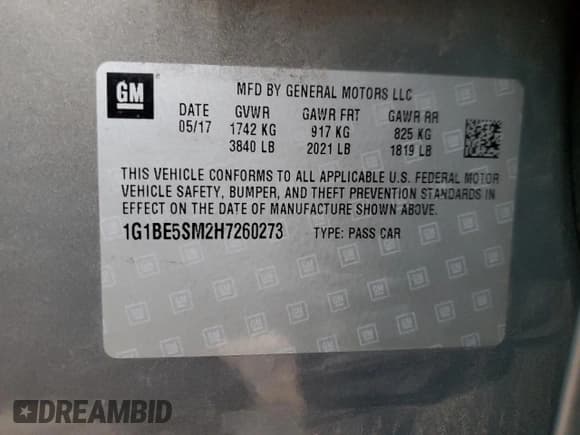 GM
MFD BY GENERAL MOTORS LLC
DATE GVWR GAWR FRT GAWR RR
05/17 1742 KG 917 KG 825 KG
3840 LB 2021 LB 1819 LB
THIS VEHICLE CONFORMS TO ALL APPLICABLE U.S. FEDERAL MOTOR
VEHICLE SAFETY, BUMPER, AND THEFT PREVENTION STANDARDS IN
EFFECT ON THE DATE OF MANUFACTURE SHOWN ABOVE.
1G1BE5SM2H7260273 TYPE: PASS CAR
DREAMBID